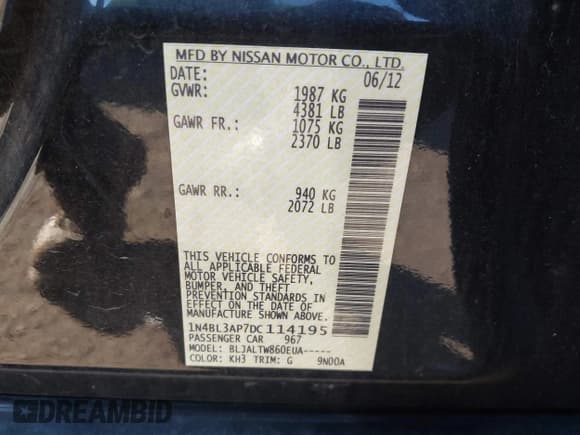 MFD BY NISSAN MOTOR CO., LTD.
DATE: 06/12
GVWR: 1987 KG
4381 LB
GAWR FR.: 1075 KG
2370 LB
GAWR RR.: 940 KG
2072 LB
THIS VEHICLE CONFORMS TO
ALL APPLICABLE FEDERAL
MOTOR VEHICLE SAFETY,
BUMPER, AND THEFT
PREVENTION STANDARDS IN
EFFECT ON THE DATE OF
MANUFACTURE SHOWN ABOVE.
1N4BL3AP7DC114195
PASSENGER CAR 967
MODEL: BLJALTW860EUA-----
COLOR: KH3 TRIM: G 9N00A
DREAMBID